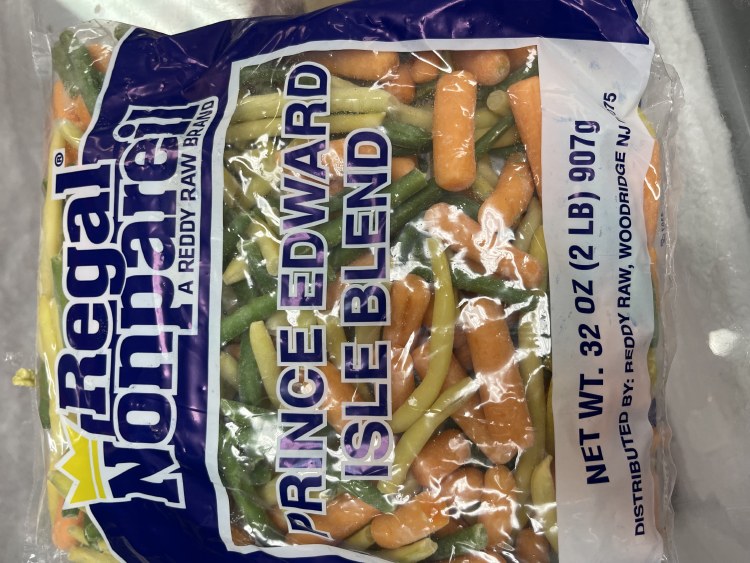 Regal®
Nonpareil
A REDDY RAW BRAND
PRINCE EDWARD
ISLE BLEND
NET WT. 32 OZ (2 LB) 907g
DISTRIBUTED BY: REDDY RAW, WOODRIDGE NJ